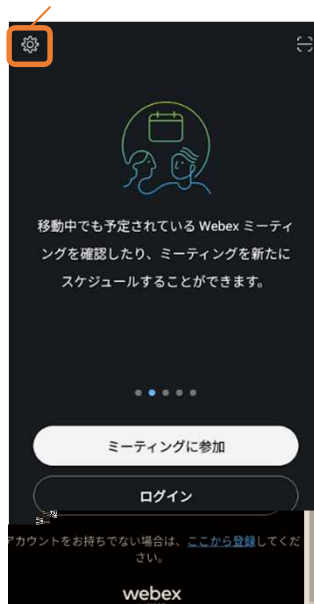 移動中でも予定されている Webex ミーティ
ングを確認したり、ミーティングを新たに
スケジュールすることができます。
ミーティングに参加
ログイン
アカウントをお持ちでない場合は、ここから登録してくだ
さい。
webex